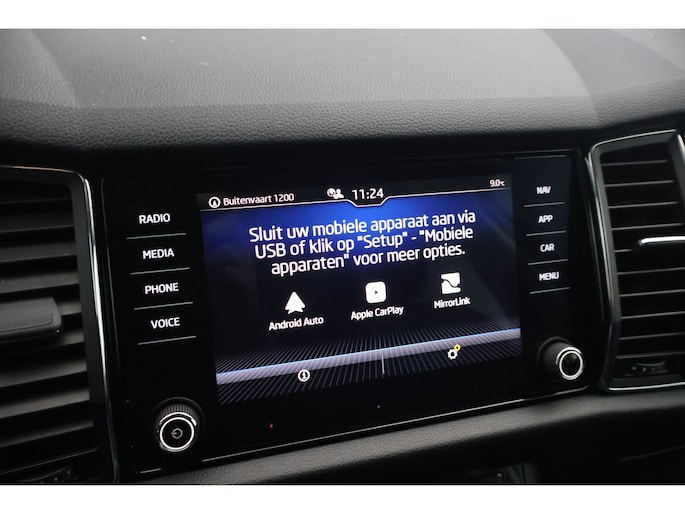 RADIO
MEDIA
PHONE
VOICE
Buitenvaart 1200
11:24
9.0°C
Sluit uw mobiele apparaat aan via
USB of klik op "Setup" - "Mobiele
apparaten" voor meer opties.
Android Auto
Apple CarPlay
MirrorLink
NAV
APP
CAR
MENU